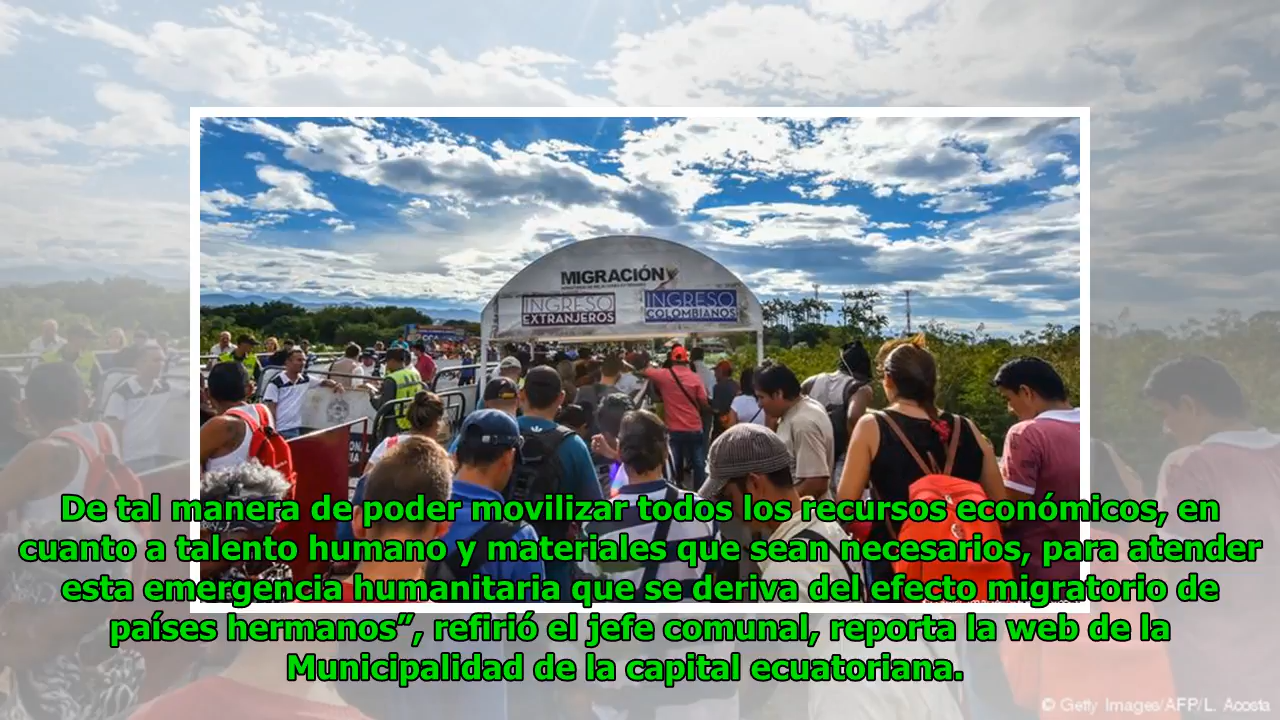 MIGRACIÓN
INGRESO INGRESO
EXTRANJEROS COLOMBIANOS
De tal manera de poder movilizar todos los recursos económicos, en
cuanto a talento humano y materiales que sean necesarios, para atender
esta emergencia humanitaria que se deriva del efecto migratorio de
países hermanos”, refirió el jefe comunal, reporta la web de la
Municipalidad de la capital ecuatoriana.
© Getty Images/AFP/L. Acosta